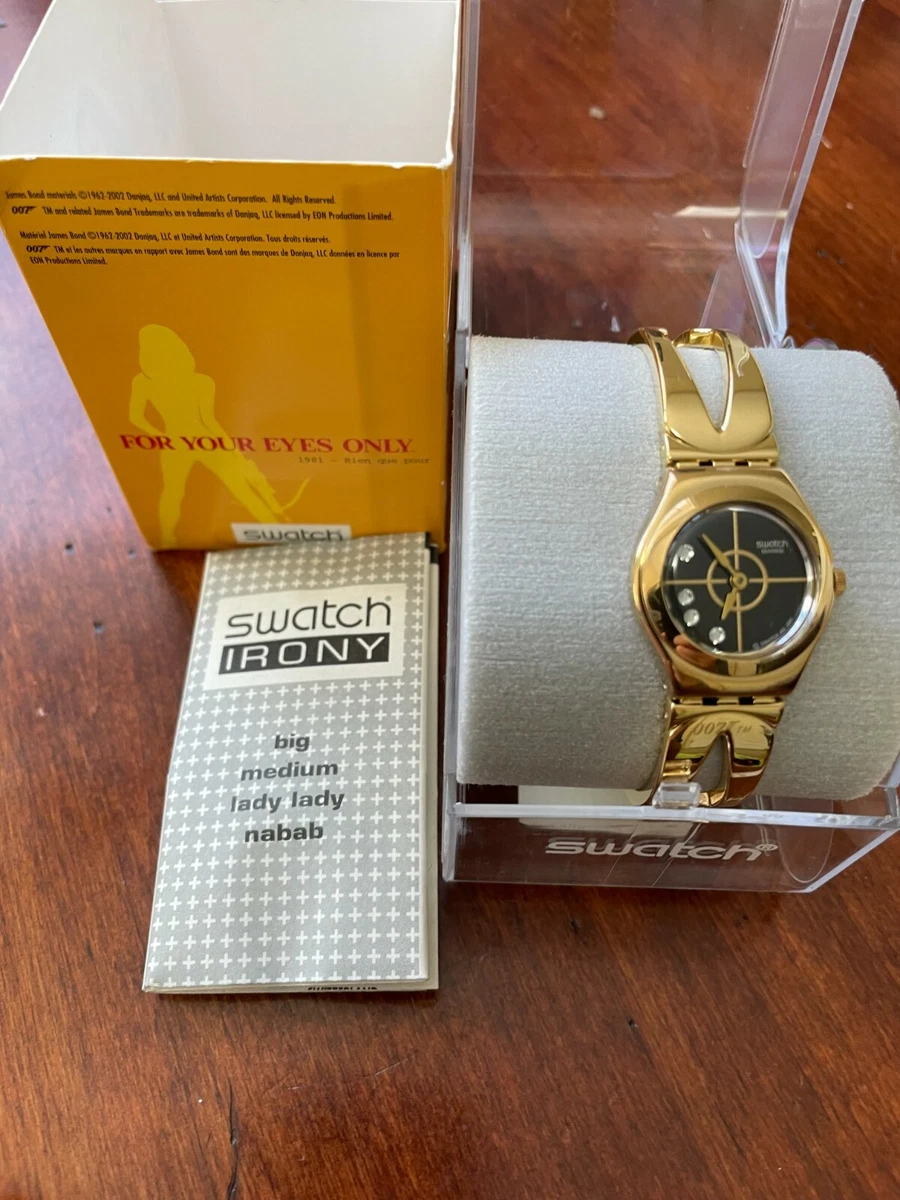 James Bond materials ©1962-2002 Danjaq, LLC and United Artists Corporation. All Rights Reserved.
007 TM and related James Bond Trademarks are trademarks of Danjaq, LLC licensed by EON Productions Limited.
Matériel James Bond ©1962-2002 Danjaq, LLC et United Artists Corporation. Tous droits réservés.
007 TM et les autres marques en rapport avec James Bond sont des marques de Danjaq, LLC données en licence par
EON Productions Limited.
FOR YOUR EYES ONLY
1981 - Rien que pour
swatch
swatch
IRONY
big
medium
lady lady
nabab
swatch
SWISS
007 TM
swatch®